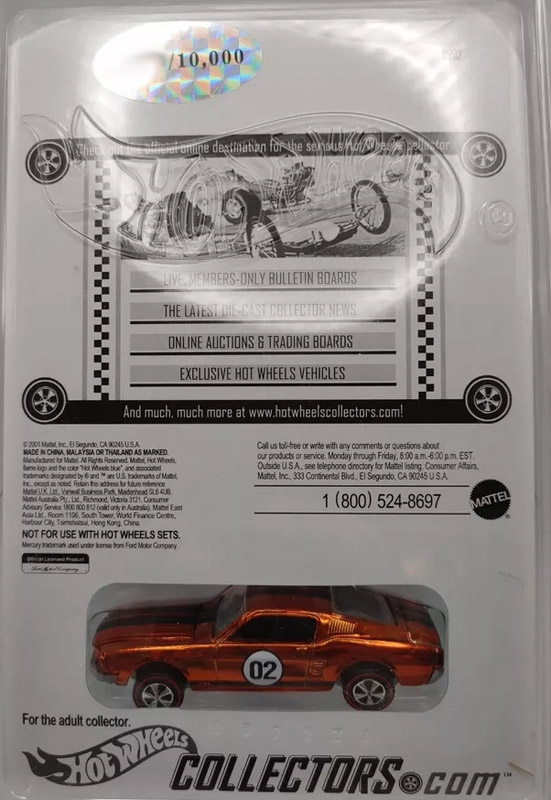 /10,000
Check out the official online destination for the serious Hot Wheels collector.
LIVE, MEMBERS-ONLY BULLETIN BOARDS
THE LATEST DIE-CAST COLLECTOR NEWS
ONLINE AUCTIONS & TRADING BOARDS
EXCLUSIVE HOT WHEELS VEHICLES
And much, much more at www.hotwheelscollectors.com!
© 2001 Mattel, Inc., El Segundo, CA 90245 U.S.A.
MADE IN CHINA, MALAYSIA OR THAILAND AS MARKED.
Manufactured for Mattel. All Rights Reserved. Mattel, Hot Wheels,
flame logo and the color "Hot Wheels blue", and associated
trademarks designated by ® and ™ are U.S. trademarks of Mattel,
Inc., except as noted. Retain this address for future reference:
Mattel U.K. Ltd., Vanwall Business Park, Maidenhead SL6 4UB.
Mattel Australia Pty., Ltd., Richmond, Victoria 3121. Consumer
Advisory Service 1800 800 812 (valid only in Australia). Mattel East
Asia Ltd., Room 1106, South Tower, World Finance Centre,
Harbour City, Tsimshatsui, Hong Kong, China.
NOT FOR USE WITH HOT WHEELS SETS.
Mercury trademark used under license from Ford Motor Company.
Official Licensed Product
Ford Motor Company
Call us toll-free or write with any comments or questions about
our products or service. Monday through Friday, 8:00 a.m.-6:00 p.m. EST.
Outside U.S.A., see telephone directory for Mattel listing. Consumer Affairs,
Mattel, Inc., 333 Continental Blvd., El Segundo, CA 90245 U.S.A.
1 (800) 524-8697
MATTEL®
02
For the adult collector.
Hot Wheels
COLLECTORS.com™